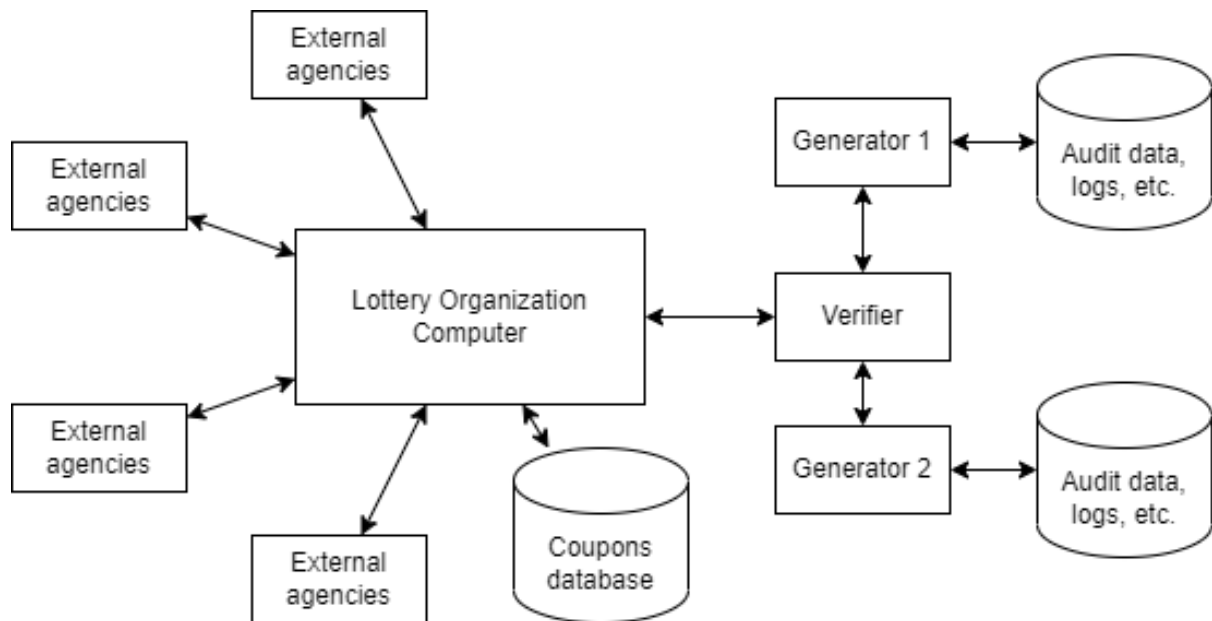 External
agencies
External
agencies
Generator 1
Audit data,
logs, etc.
Lottery Organization
Computer
Verifier
External
agencies
Generator 2
Audit data,
logs, etc.
External
agencies
Coupons
database